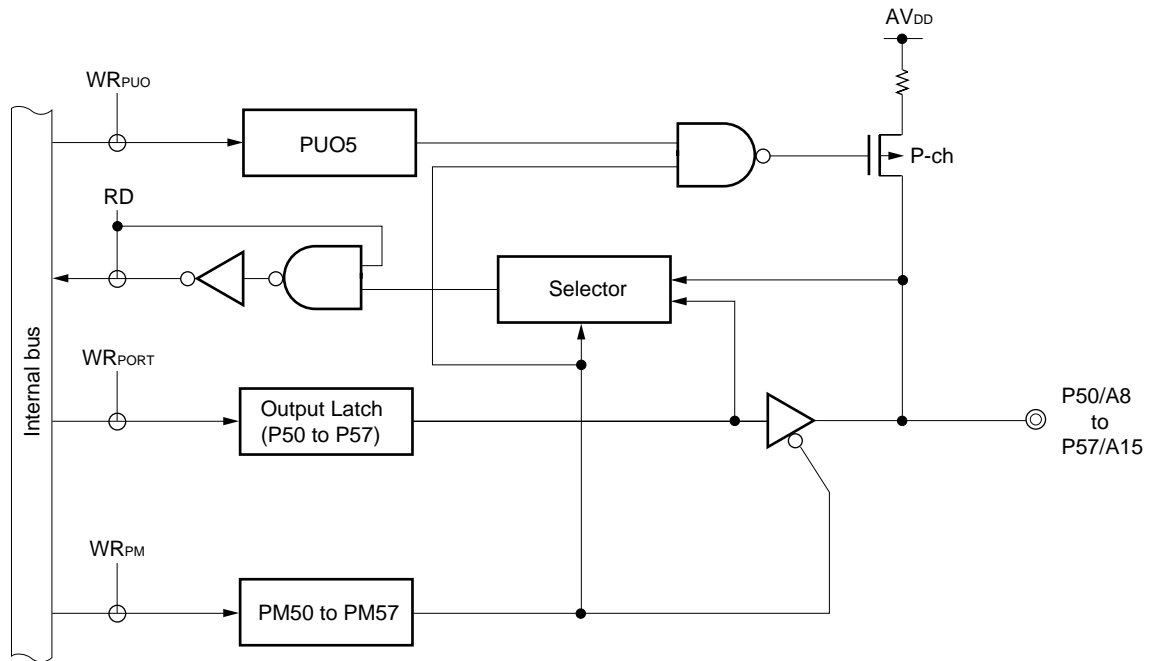 AVDD
WRPUO
PUO5
P-ch
RD
Selector
Internal bus
WRPORT
Output Latch
(P50 to P57)
P50/A8
to
P57/A15
WRPM
PM50 to PM57